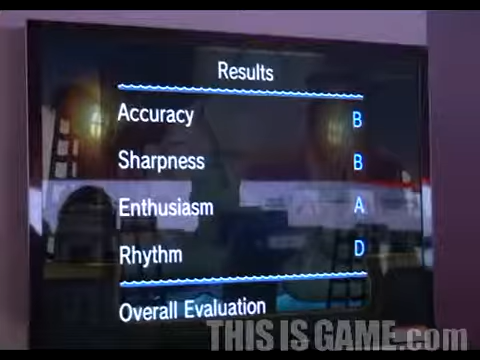 Results
Accuracy B
Sharpness B
Enthusiasm A
Rhythm D
Overall Evaluation
THIS IS GAME.com